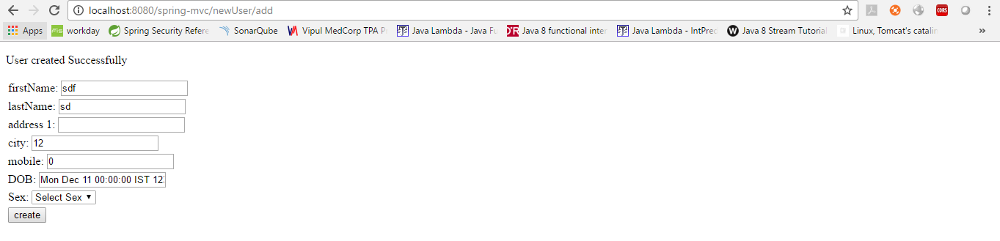 localhost:8080/spring-mvc/newUser/add
CORS
Apps workday Spring Security Refere SonarQube Vipul MedCorp TPA P Java Lambda - Java Fu Java 8 functional inter Java Lambda - IntPred Java 8 Stream Tutorial Linux, Tomcat's catalin »
User created Successfully
firstName: sdf
lastName: sd
address 1:
city: 12
mobile: 0
DOB: Mon Dec 11 00:00:00 IST 123
Sex: Select Sex
create